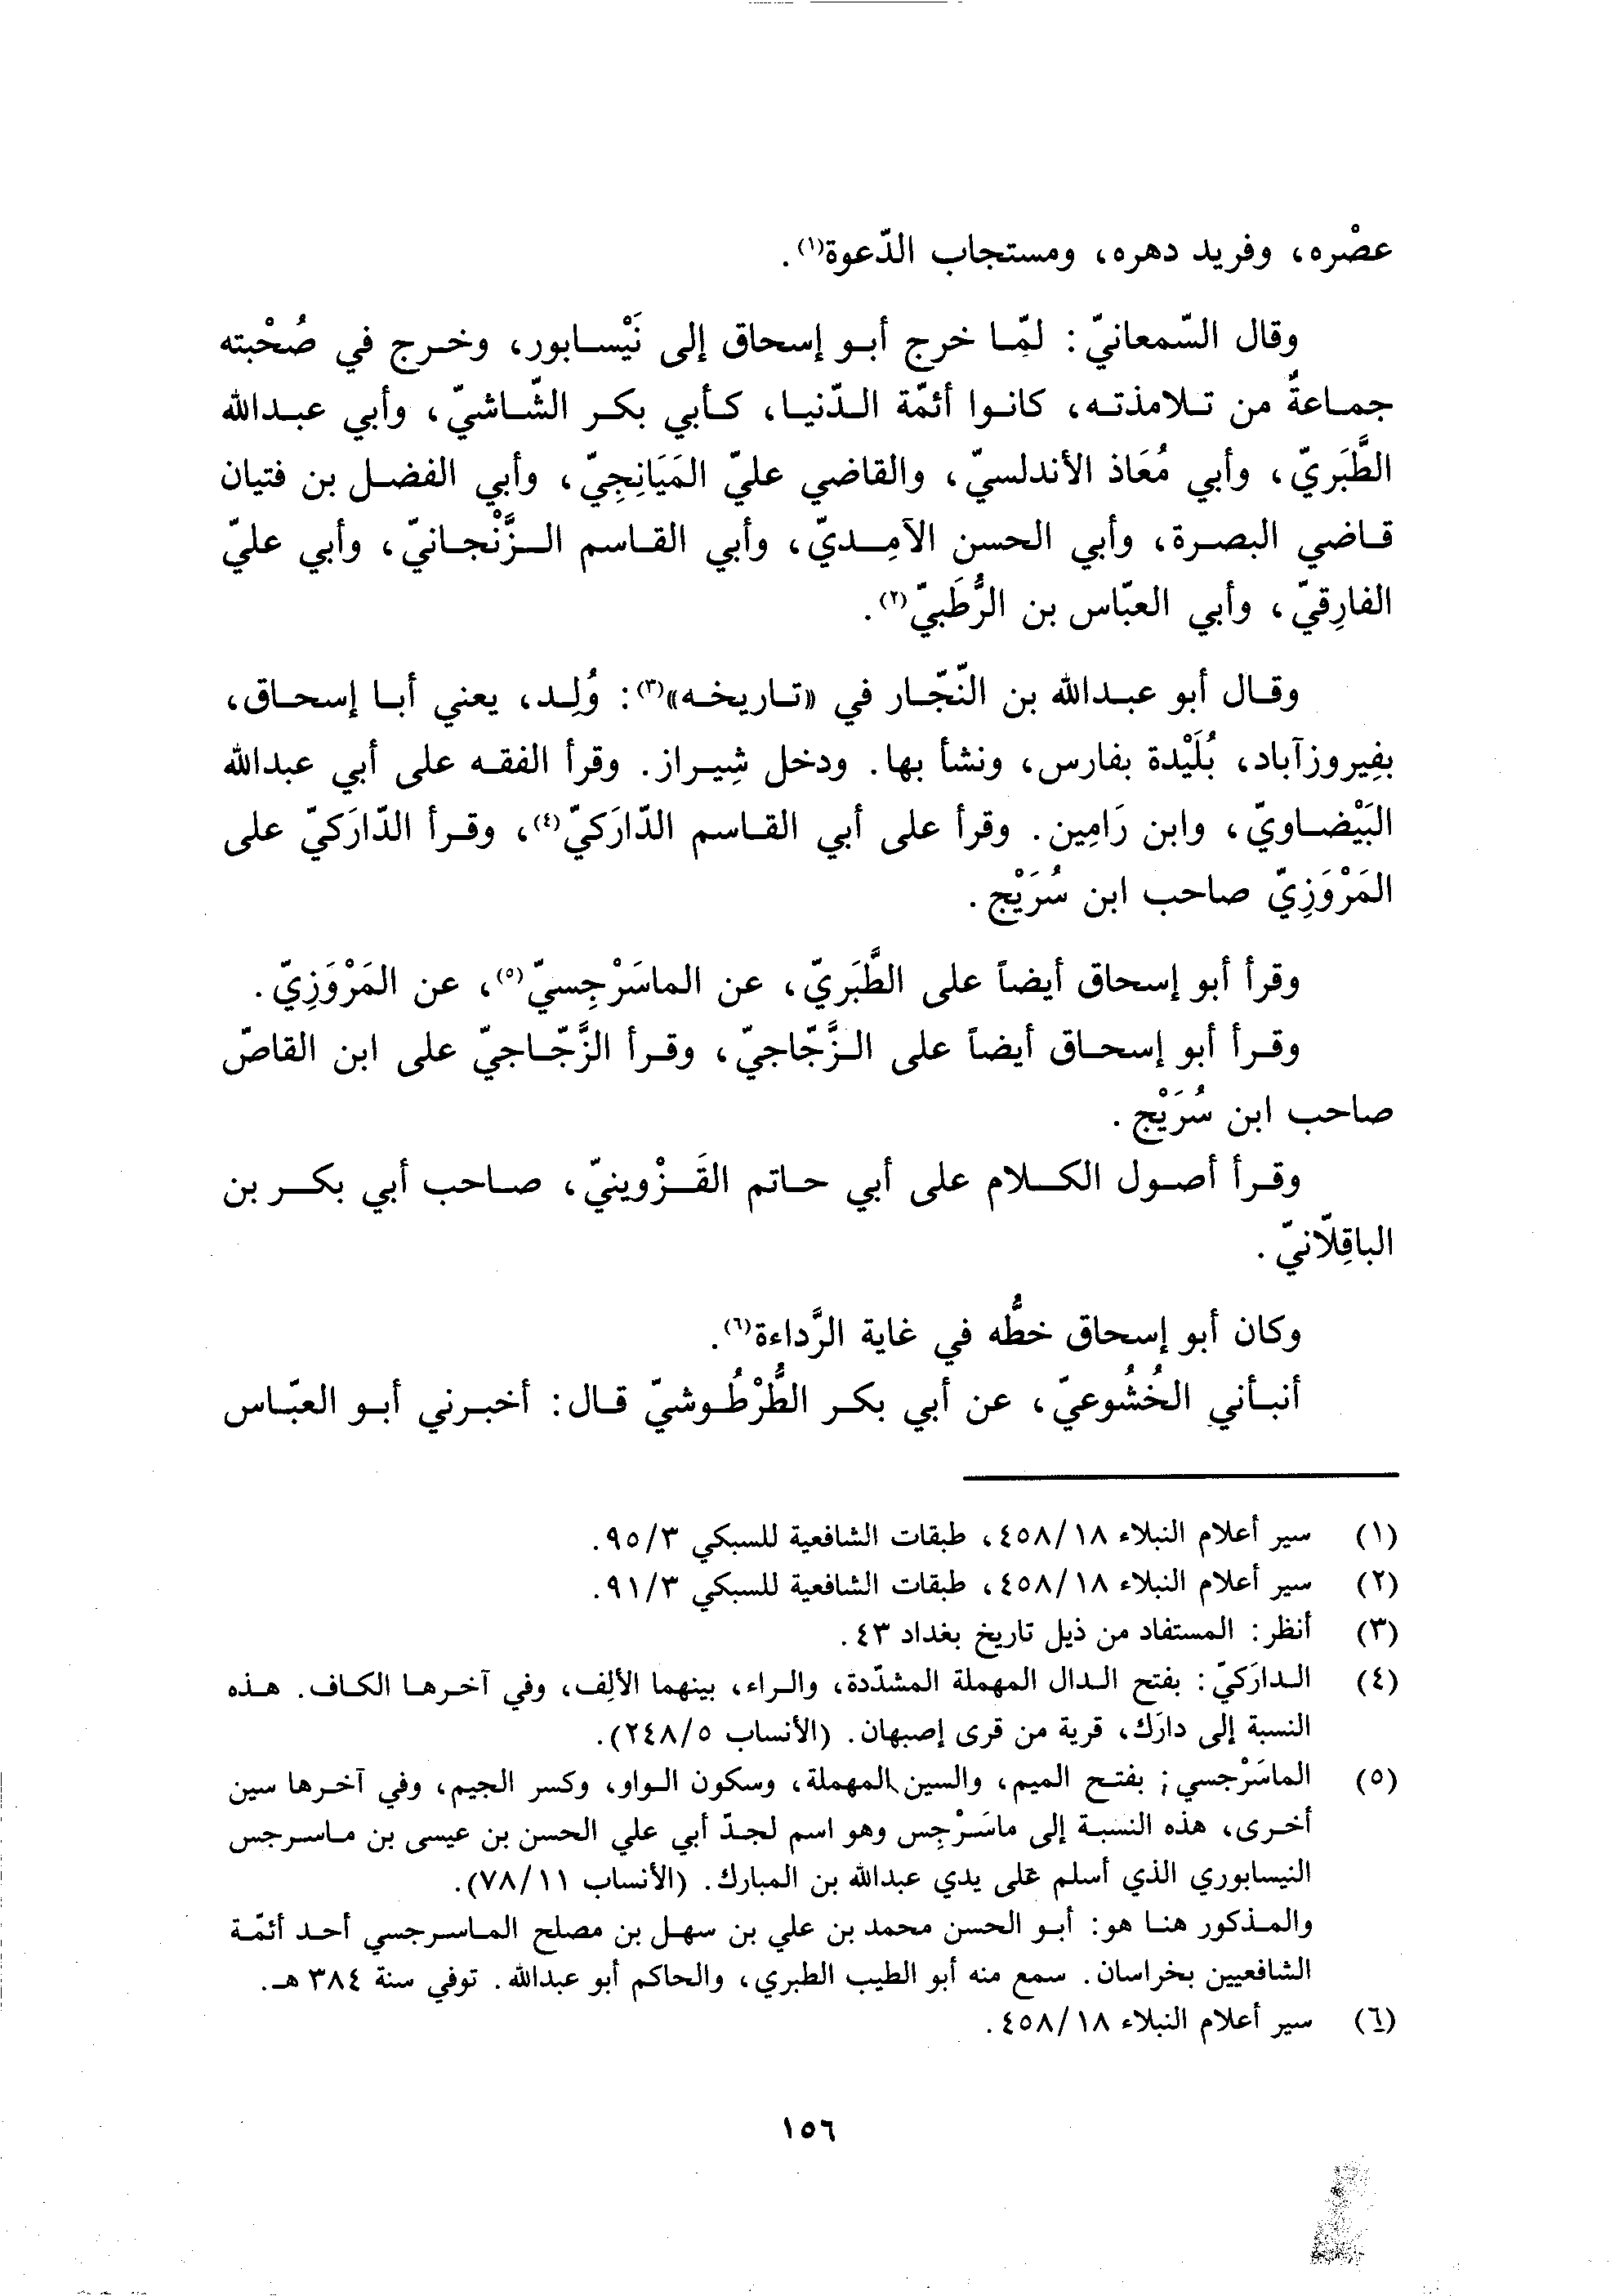 عصْره، وفريد دهره، ومستجاب الدّعوة(١).
وقال السّمعانيّ: لمّا خرج أبو إسحاق إلى نَيْسابور، وخرج في صُحْبته
جماعةٌ من تلامذته، كانوا أئمّة الدّنيا، كأبي بكر الشّاشيّ، وأبي عبدالله
الطَّبَريّ، وأبي مُعَاذ الأندلسيّ، والقاضي عليّ المَيَانِجِيّ، وأبي الفضل بن فتيان
قاضي البصرة، وأبي الحسن الآمِديّ، وأبي القاسم الزَّنْجانيّ، وأبي عليّ
الفارِقيّ، وأبي العبّاس بن الرُّطَبيّ(٢).
وقال أبو عبدالله بن النّجّار في «تاريخه»(٣): وُلِد، يعني أبا إسحاق،
بفِيروزآباد، بُلَيْدة بفارس، ونشأ بها. ودخل شِيراز. وقرأ الفقه على أبي عبدالله
البَيْضاويّ، وابن رَامِين. وقرأ على أبي القاسم الدّارَكيّ(٤)، وقرأ الدّارَكيّ على
المَرْوَزِيّ صاحب ابن سُرَيْج.
وقرأ أبو إسحاق أيضاً على الطَّبَريّ، عن الماسَرْجِسيّ(٥)، عن المَرْوَزِيّ.
وقرأ أبو إسحاق أيضاً على الزَّجّاجيّ، وقرأ الزَّجّاجيّ على ابن القاصّ
صاحب ابن سُرَيْج.
وقرأ أصول الكلام على أبي حاتم القَزْوينيّ، صاحب أبي بكر بن
الباقِلّانيّ.
وكان أبو إسحاق خطُّه في غاية الرَّداءة(٦).
أنبأني الخُشُوعيّ، عن أبي بكر الطُّرْطُوشيّ قال: أخبرني أبو العبّاس
(١) سير أعلام النبلاء ١٨/٤٥٨، طبقات الشافعية للسبكي ٣/٩٥.
(٢) سير أعلام النبلاء ١٨/٤٥٨، طبقات الشافعية للسبكي ٣/٩١.
(٣) أنظر: المستفاد من ذيل تاريخ بغداد ٤٣.
(٤) الدارَكيّ: بفتح الدال المهملة المشدّدة، والراء، بينهما الألِف، وفي آخرها الكاف. هذه
النسبة إلى دارَك، قرية من قرى إصبهان. (الأنساب ٥/٢٤٨).
(٥) الماسَرْجسي: بفتح الميم، والسين المهملة، وسكون الواو، وكسر الجيم، وفي آخرها سين
أخرى، هذه النسبة إلى ماسَرْجِس وهو اسم لجدّ أبي علي الحسن بن عيسى بن ماسرجس
النيسابوري الذي أسلم على يدي عبدالله بن المبارك. (الأنساب ١١/٧٨).
والمذكور هنا هو: أبو الحسن محمد بن علي بن سهل بن مصلح الماسرجسي أحد أئمّة
الشافعيين بخراسان. سمع منه أبو الطيب الطبري، والحاكم أبو عبدالله. توفي سنة ٣٨٤ هـ.
(٦) سير أعلام النبلاء ١٨/٤٥٨.
١٥٦